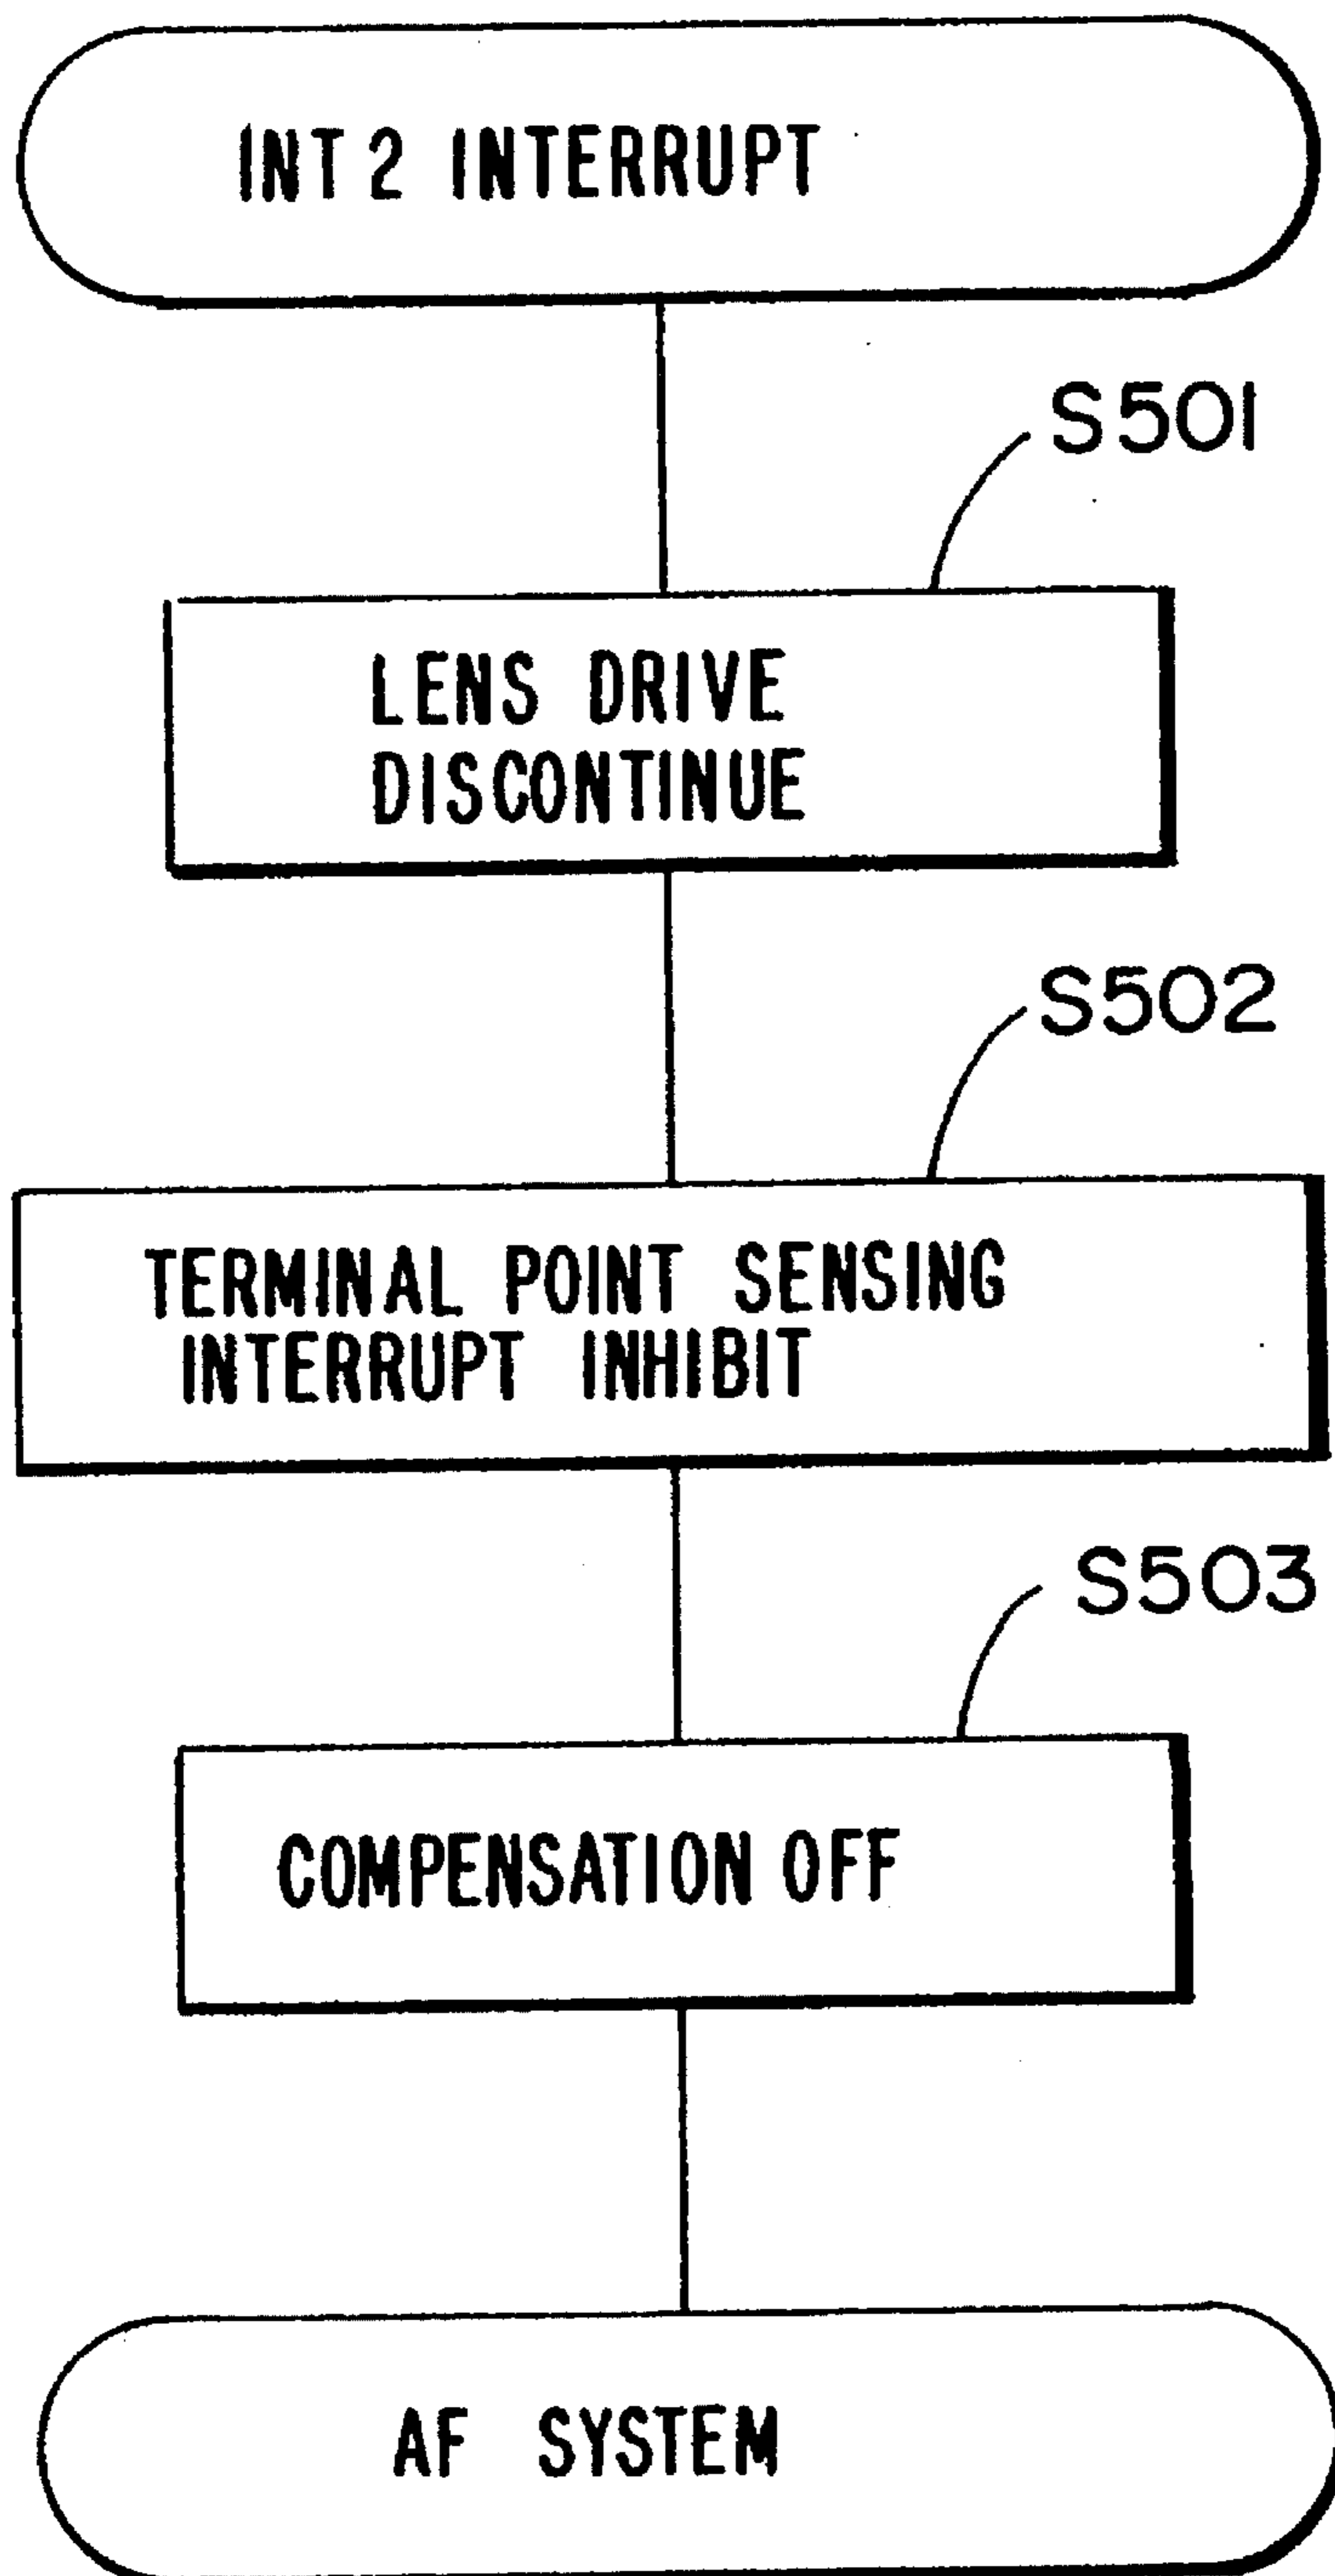 INT 2 INTERRUPT
S501
LENS DRIVE
DISCONTINUE
S502
TERMINAL POINT SENSING
INTERRUPT INHIBIT
S503
COMPENSATION OFF
AF SYSTEM